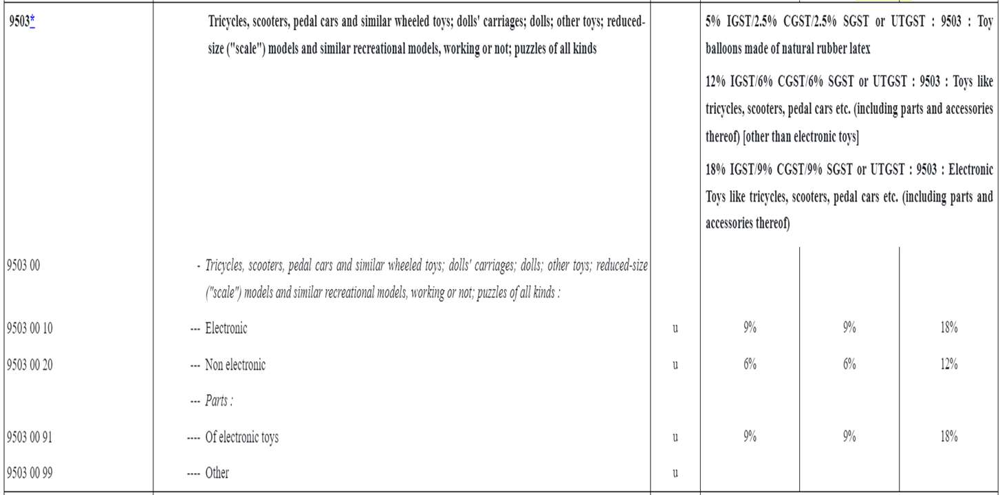 9503* Tricycles, scooters, pedal cars and similar wheeled toys; dolls' carriages; dolls; other toys; reduced-
size ("scale") models and similar recreational models, working or not; puzzles of all kinds
5% IGST/2.5% CGST/2.5% SGST or UTGST : 9503 : Toy
balloons made of natural rubber latex
12% IGST/6% CGST/6% SGST or UTGST : 9503 : Toys like
tricycles, scooters, pedal cars etc. (including parts and accessories
thereof) [other than electronic toys]
18% IGST/9% CGST/9% SGST or UTGST : 9503 : Electronic
Toys like tricycles, scooters, pedal cars etc. (including parts and
accessories thereof)
9503 00 - Tricycles, scooters, pedal cars and similar wheeled toys; dolls' carriages; dolls; other toys; reduced-size
("scale") models and similar recreational models, working or not; puzzles of all kinds :
9503 00 10 --- Electronic u 9% 9% 18%
9503 00 20 --- Non electronic u 6% 6% 12%
--- Parts :
9503 00 91 ---- Of electronic toys u 9% 9% 18%
9503 00 99 ---- Other u